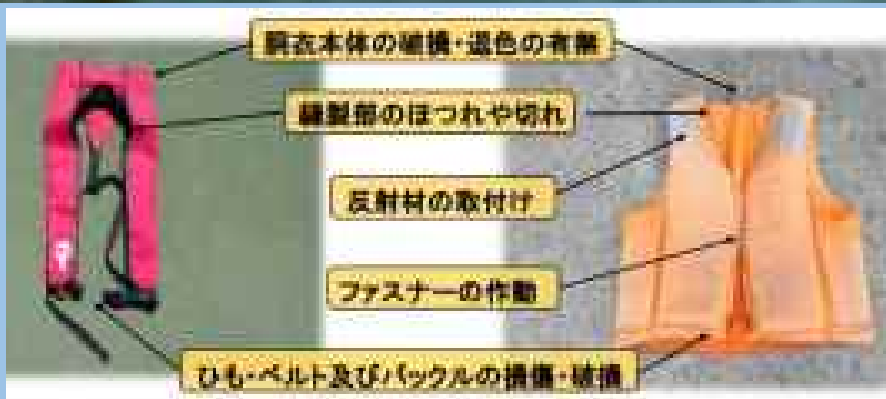 胴衣本体の破損・退色の有無
縫製部のほつれや切れ
反射材の取付け
ファスナーの作動
ひも・ベルト及びバックルの損傷・破損